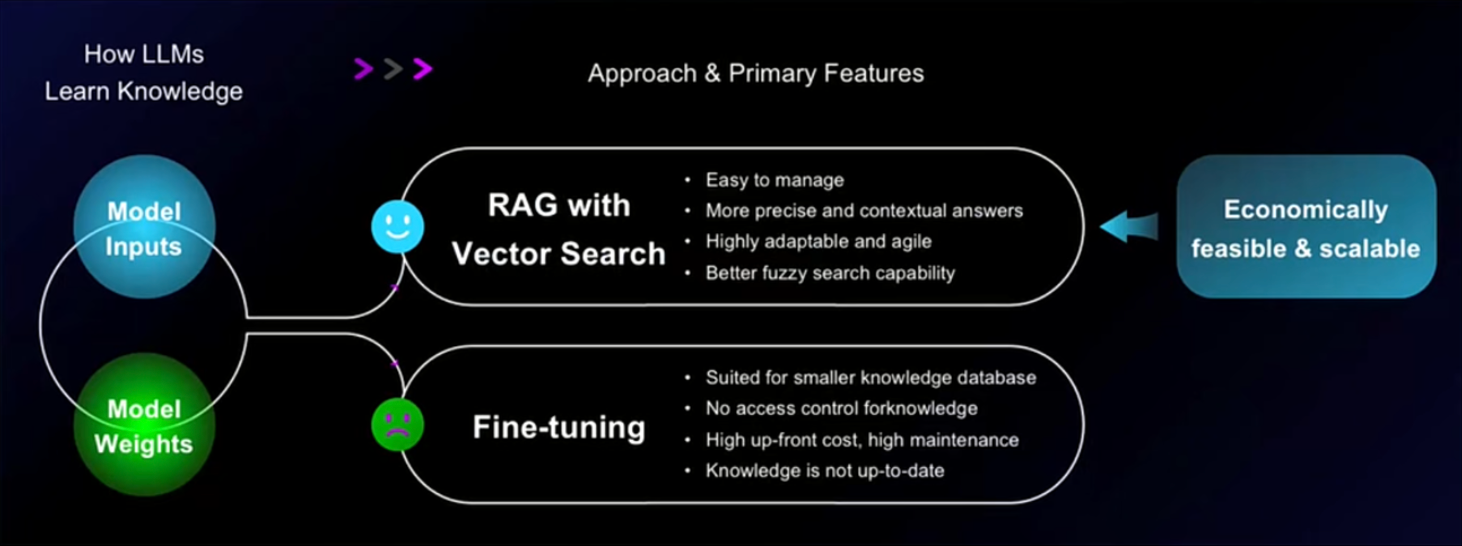 How LLMs
Learn Knowledge
Approach & Primary Features
Model
Inputs
RAG with
Vector Search
• Easy to manage
• More precise and contextual answers
• Highly adaptable and agile
• Better fuzzy search capability
Economically
feasible & scalable
Model
Weights
Fine-tuning
• Suited for smaller knowledge database
• No access control forknowledge
• High up-front cost, high maintenance
• Knowledge is not up-to-date